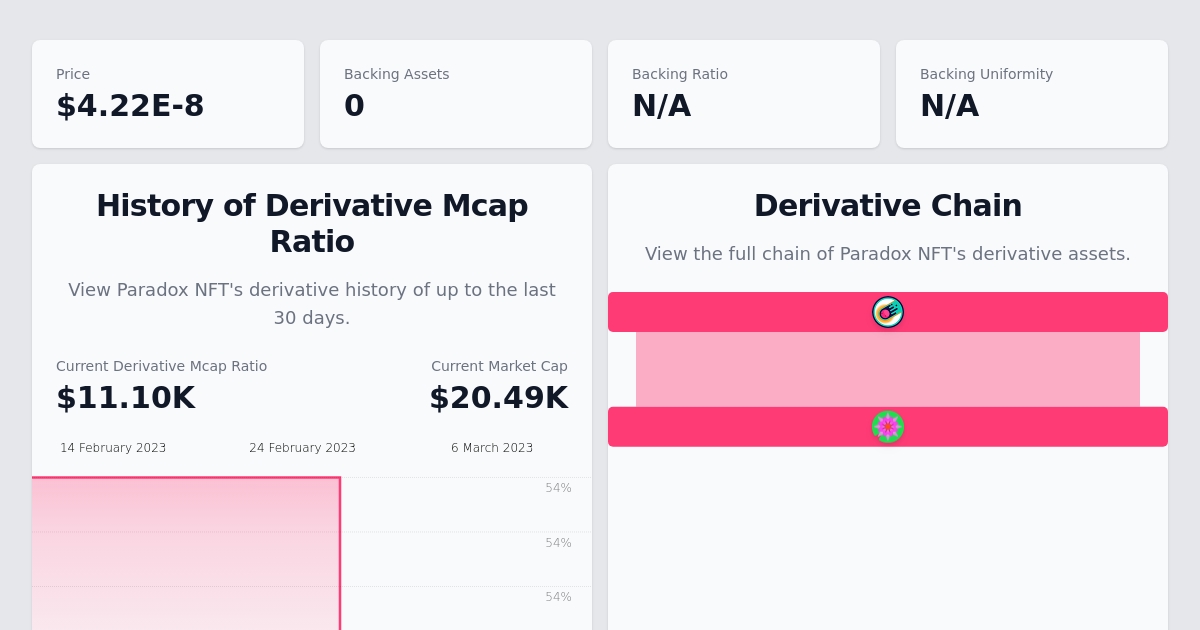 Price
$4.22E-8
Backing Assets
0
Backing Ratio
N/A
Backing Uniformity
N/A
History of Derivative Mcap
Ratio
View Paradox NFT's derivative history of up to the last
30 days.
Current Derivative Mcap Ratio
$11.10K
Current Market Cap
$20.49K
14 February 2023
24 February 2023
6 March 2023
54%
54%
54%
Derivative Chain
View the full chain of Paradox NFT's derivative assets.